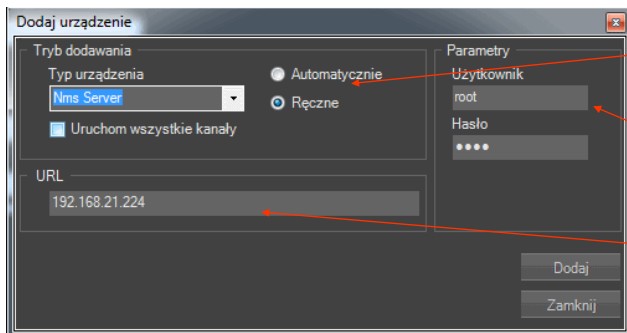 Dodaj urządzenie
Tryb dodawania
Typ urządzenia
Nms Server
Automatycznie
Ręczne
Uruchom wszystkie kanały
Parametry
Użytkownik
root
Hasło
●●●●
URL
192.168.21.224
Dodaj
Zamknij